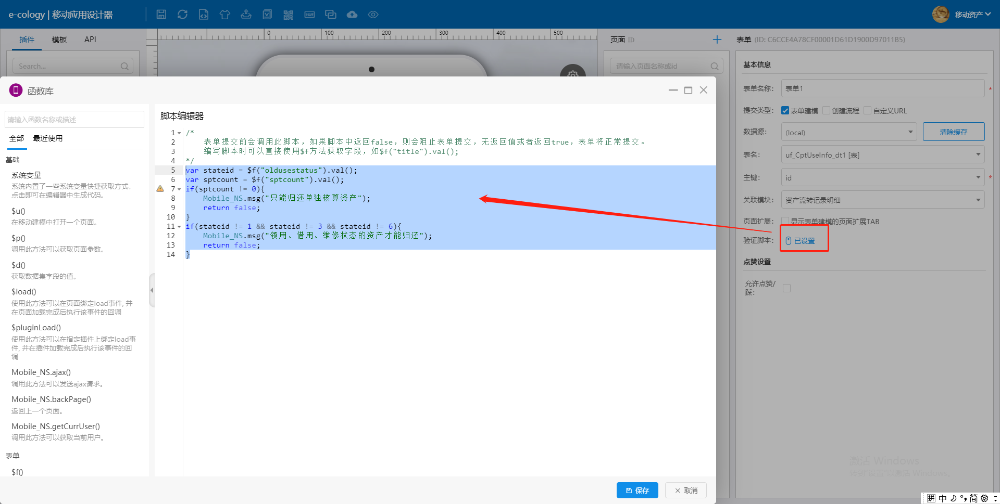 e-cology | 移动应用设计器
移动资产
插件 模板 API
0 100 200 300 400 500
Search...
页面 ID
请输入页面名称或id
表单 (ID: C6CCE4A78CF00001D61D1900D97011B5)
基本信息
表单名称: 表单1 *
提交类型: 表单建模 创建流程 自定义URL
数据源: (local) 清除缓存
表名: uf_CptUseInfo_dt1 [表]
主键: id *
关联模块: 资产流转记录明细
页面扩展: 显示表单建模的页面扩展TAB
验证脚本: 已设置
点赞设置
允许点赞/
踩:
函数库
请输入函数名称或描述
全部 最近使用
基础
系统变量
系统内置了一些系统变量快捷获取方式,
点击即可在编辑器中生成代码。
$u()
在移动建模中打开一个页面。
$p()
调用此方法可以获取页面参数。
$d()
获取数据集字段的值。
$load()
使用此方法可以在页面绑定load事件, 并
在页面加载完成后执行该事件的回调
$pluginLoad()
使用此方法可以在指定插件上绑定load事
件, 并在插件加载完成后执行该事件的回
调
Mobile_NS.ajax()
调用此方法可以发送ajax请求。
Mobile_NS.backPage()
返回上一个页面。
Mobile_NS.getCurrUser()
调用此方法可以获取当前用户。
表单
$f()
脚本编辑器
1 /*
2 表单提交前会调用此脚本，如果脚本中返回false，则会阻止表单提交，无返回值或者返回true，表单将正常提交。
3 编写脚本时可以直接使用$f方法获取字段，如$f("title").val();
4 */
5 var stateid = $f("oldusestatus").val();
6 var sptcount = $f("sptcount").val();
7 if(sptcount != 0){
8 Mobile_NS.msg("只能归还单独核算资产");
9 return false;
10 }
11 if(stateid != 1 && stateid != 3 && stateid != 6){
12 Mobile_NS.msg("领用、借用、维修状态的资产才能归还");
13 return false;
14 }
保存 取消
激活 Windows
转到"设置"以激活 Windows。
拼 中 简